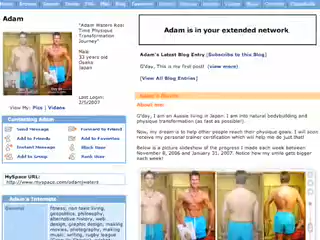 Adam
"Adam Waters Real
Time Physique
Transformation
Journey"
Male
33 years old
Osaka
Japan
Last Login:
2/5/2007
View My: Pics | Videos
Contacting Adam
Send Message
Forward to Friend
Add to Friends
Add to Favorites
Instant Message
Block User
Add to Group
Rank User
MySpace URL:
http://www.myspace.com/adamjwaters
Adam's Interests
General
fitness, non toxic living,
geopolitics, philosophy,
alternative history, web
design, graphic design, making
movies, photography, making
music, writing, rugby league
Adam is in your extended network
Adam's Latest Blog Entry [Subscribe to this Blog]
G'Day, This is my first post (view more)
[View All Blog Entries]
Adam's Blurbs
About me:
G'Day, I am an Aussie living in Japan. I am into natural bodybuilding
and physique transformation (as fast as possible!).
Now, my dream is to help other people reach their physique goals. I will soon
receive my personal trainer certification which will help me do just that!
Below is a picture slideshow of the progress I made each week between
November 8, 2006 and January 31, 2007. Notice how my smile gets
bigger each week!